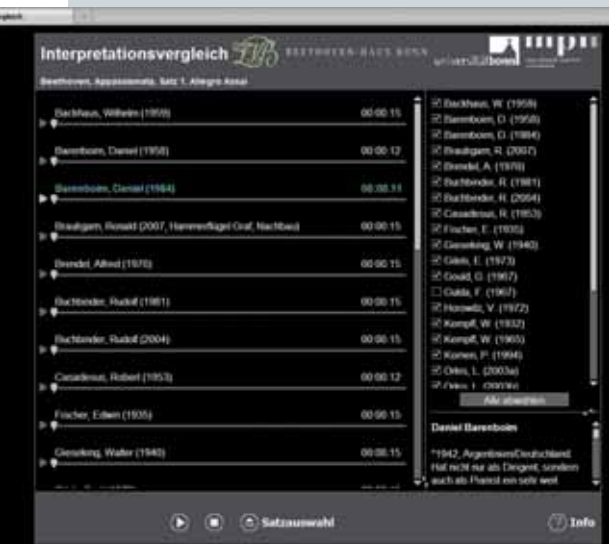 Interpretationsvergleich
BEETHOVEN-HAUS BONN
universitätbonn
Beethoven, Appassionata, Satz 1, Allegro Assai
Backhaus, Wilhelm (1959) 00:00:15
Barenboim, Daniel (1958) 00:00:12
Barenboim, Daniel (1984) 00:00:11
Brautigam, Ronald (2007, Hammerflügel Graf, Nachbau) 00:00:15
Brendel, Alfred (1970) 00:00:15
Buchbinder, Rudolf (1981) 00:00:15
Buchbinder, Rudolf (2004) 00:00:15
Casadesus, Robert (1953) 00:00:12
Fischer, Edwin (1935) 00:00:15
Gieseking, Walter (1940) 00:00:15
Backhaus, W. (1959)
Barenboim, D. (1958)
Barenboim, D. (1984)
Brautigam, R. (2007)
Brendel, A. (1970)
Buchbinder, R. (1981)
Buchbinder, R. (2004)
Casadesus, R. (1953)
Fischer, E. (1935)
Gieseking, W. (1940)
Gilels, E. (1973)
Gould, G. (1967)
Gulda, F. (1967)
Horowitz, V. (1972)
Kempff, W. (1932)
Kempff, W. (1965)
Komen, P. (1994)
Orkis, L. (2003a)
Orkis, L. (2003b)
Alle abwählen
Daniel Barenboim
*1942, Argentinien/Deutschland.
Hat nicht nur als Dirigent, sondern
auch als Pianist ein sehr weit
Satzauswahl
Info